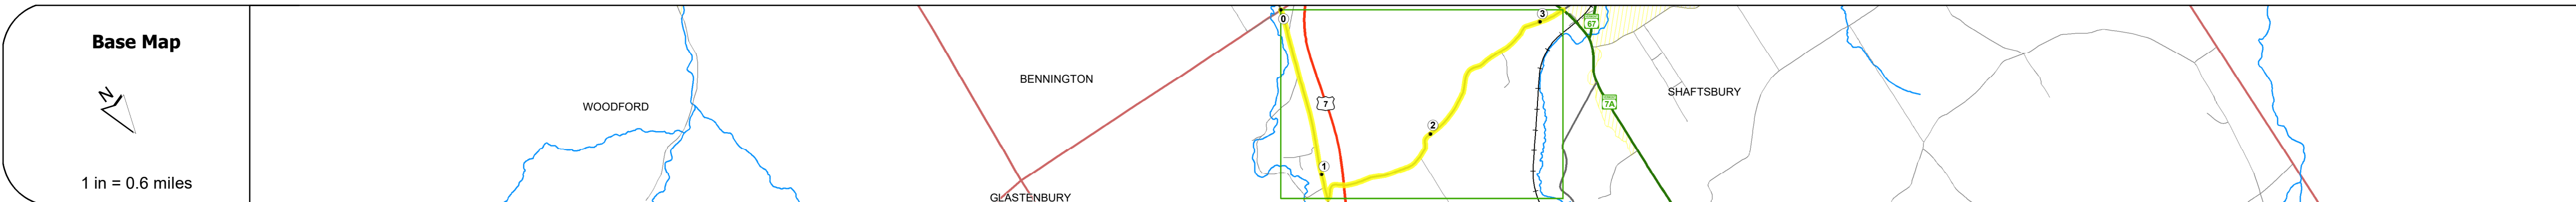 Base Map
N
1 in = 0.6 miles
WOODFORD
BENNINGTON
GLASTENBURY
0
7
1
2
3
67
7A
SHAFTSBURY